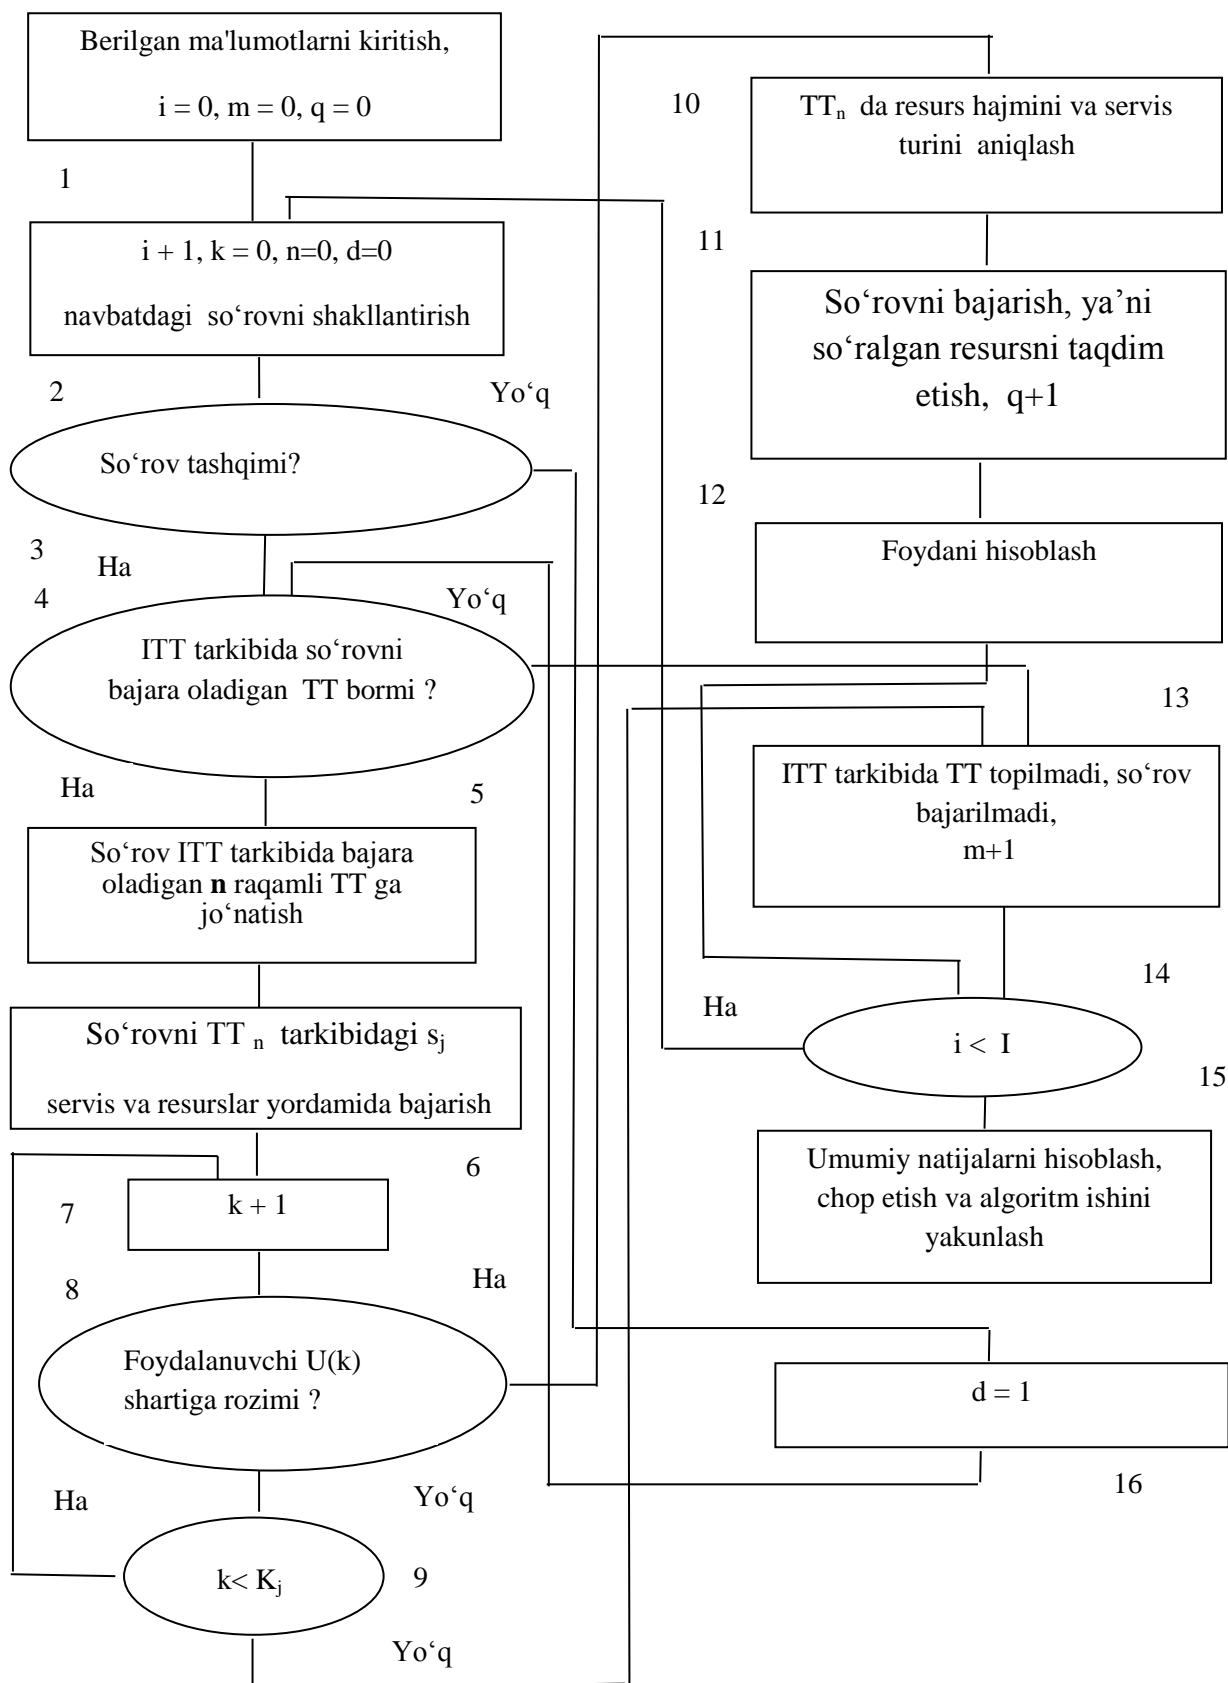 Berilgan ma'lumotlarni kiritish,
i = 0, m = 0, q = 0
1
i + 1, k = 0, n=0, d=0
navbatdagi so‘rovni shakllantirish
2
Yo‘q
So‘rov tashqimi?
3
Ha
4
Yo‘q
ITT tarkibida so‘rovni
bajara oladigan TT bormi ?
Ha
5
So‘rov ITT tarkibida bajara
oladigan n raqamli TT ga
jo‘natish
So‘rovni TT n tarkibidagi sj
servis va resurslar yordamida bajarish
6
7
k + 1
8
Ha
Foydalanuvchi U(k)
shartiga rozimi ?
Ha
Yo‘q
k< Kj
9
Yo‘q
10
TTn da resurs hajmini va servis
turini aniqlash
11
So‘rovni bajarish, ya’ni
so‘ralgan resursni taqdim
etish, q+1
12
Foydani hisoblash
13
ITT tarkibida TT topilmadi, so‘rov
bajarilmadi,
m+1
14
Ha
i < I
15
Umumiy natijalarni hisoblash,
chop etish va algoritm ishini
yakunlash
d = 1
16